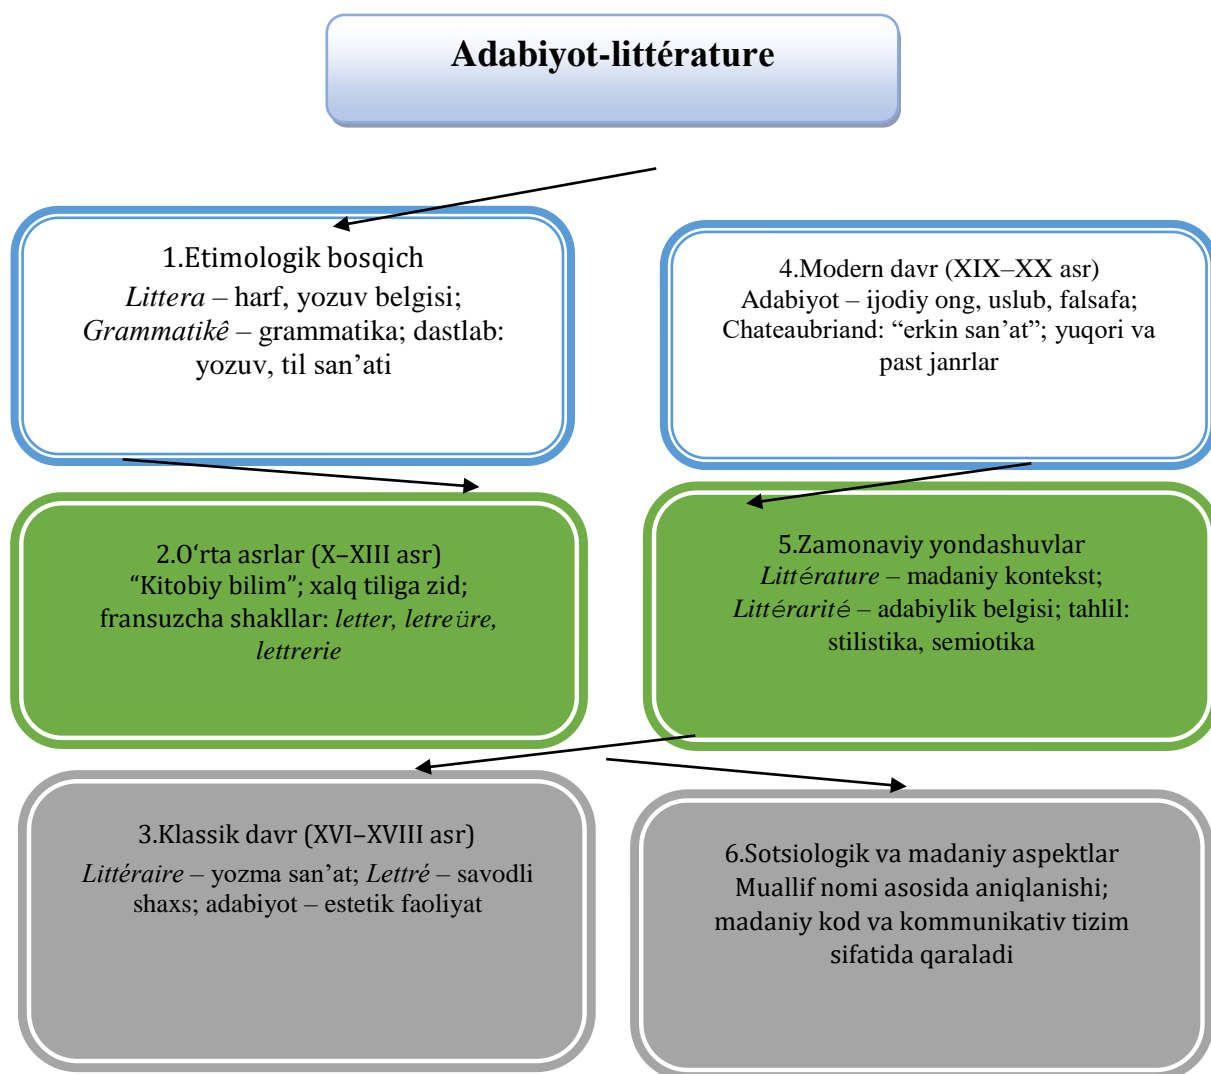 Adabiyot-littérature
1.Etimologik bosqich
Littera – harf, yozuv belgisi;
Grammatikê – grammatika; dastlab:
yozuv, til san’ati
2.O‘rta asrlar (X–XIII asr)
“Kitobiy bilim”; xalq tiliga zid;
fransuzcha shakllar: letter, letreüre,
lettrerie
3.Klassik davr (XVI–XVIII asr)
Littéraire – yozma san’at; Lettré – savodli
shaxs; adabiyot – estetik faoliyat
4.Modern davr (XIX–XX asr)
Adabiyot – ijodiy ong, uslub, falsafa;
Chateaubriand: “erkin san’at”; yuqori va
past janrlar
5.Zamonaviy yondashuvlar
Littérature – madaniy kontekst;
Littérarité – adabiylik belgisi; tahlil:
stilistika, semiotika
6.Sotsiologik va madaniy aspektlar
Muallif nomi asosida aniqlanishi;
madaniy kod va kommunikativ tizim
sifatida qaraladi